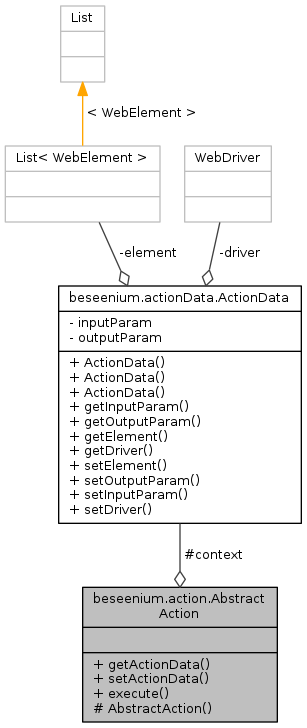 List
< WebElement >
List< WebElement >
WebDriver
-element
-driver
beseenium.actionData.ActionData
- inputParam
- outputParam
+ ActionData()
+ ActionData()
+ ActionData()
+ getInputParam()
+ getOutputParam()
+ getElement()
+ getDriver()
+ setElement()
+ setOutputParam()
+ setInputParam()
+ setDriver()
#context
beseenium.action.Abstract
Action
+ getActionData()
+ setActionData()
+ execute()
# AbstractAction()